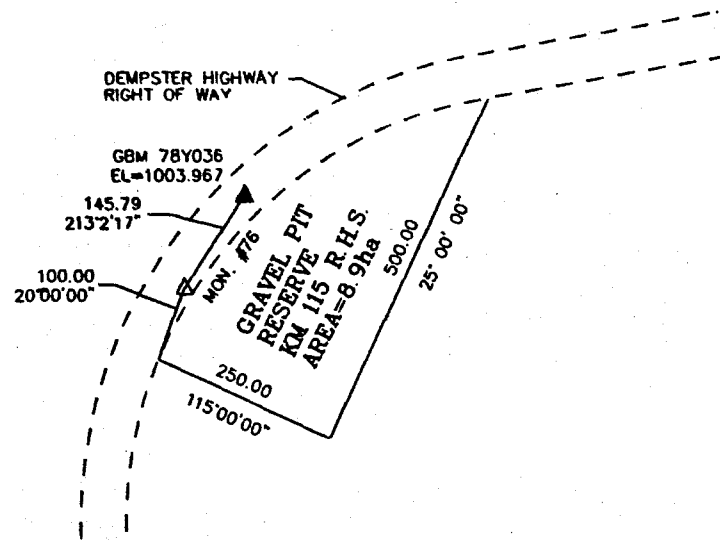 DEMPSTER HIGHWAY
RIGHT OF WAY
GBM 78Y036
EL=1003.967
145.79
213°2'17"
100.00
20°00'00"
MON. #76
GRAVEL PIT
RESERVE
KM 115 R.H.S.
AREA=8.9ha
500.00
25° 00' 00"
250.00
115°00'00"